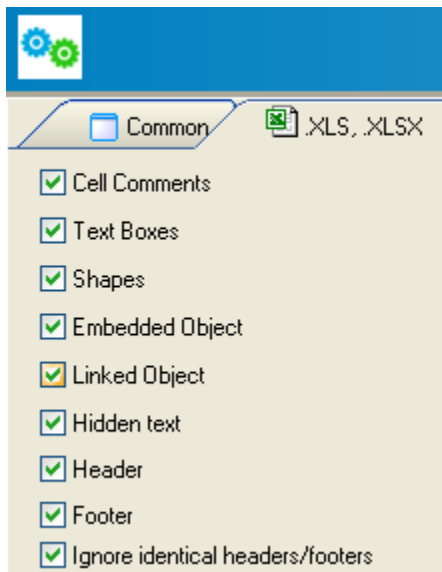 Common
.XLS, .XLSX
Cell Comments
Text Boxes
Shapes
Embedded Object
Linked Object
Hidden text
Header
Footer
Ignore identical headers/footers